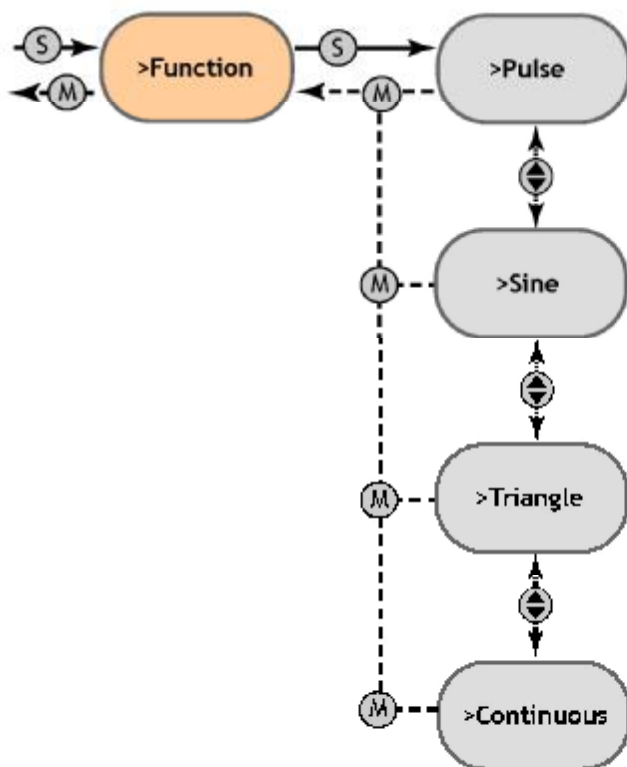 S >Function S >Pulse
M M
M >Sine
M >Triangle
M >Continuous